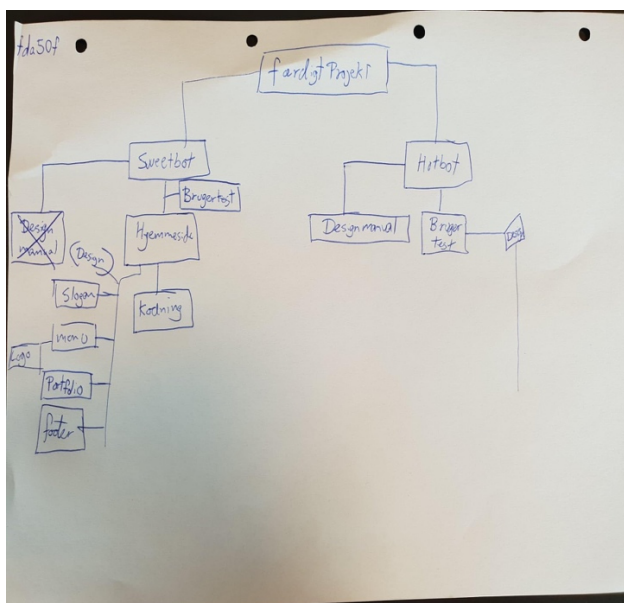 fda50f
færdigt Projekt
Sweetbot
Hotbot
Brugertest
Design
manual
Hjemmeside
Designmanual
Bruger
test
(Design)
Slogan
Kodning
menu
Logo
Portfolio
footer